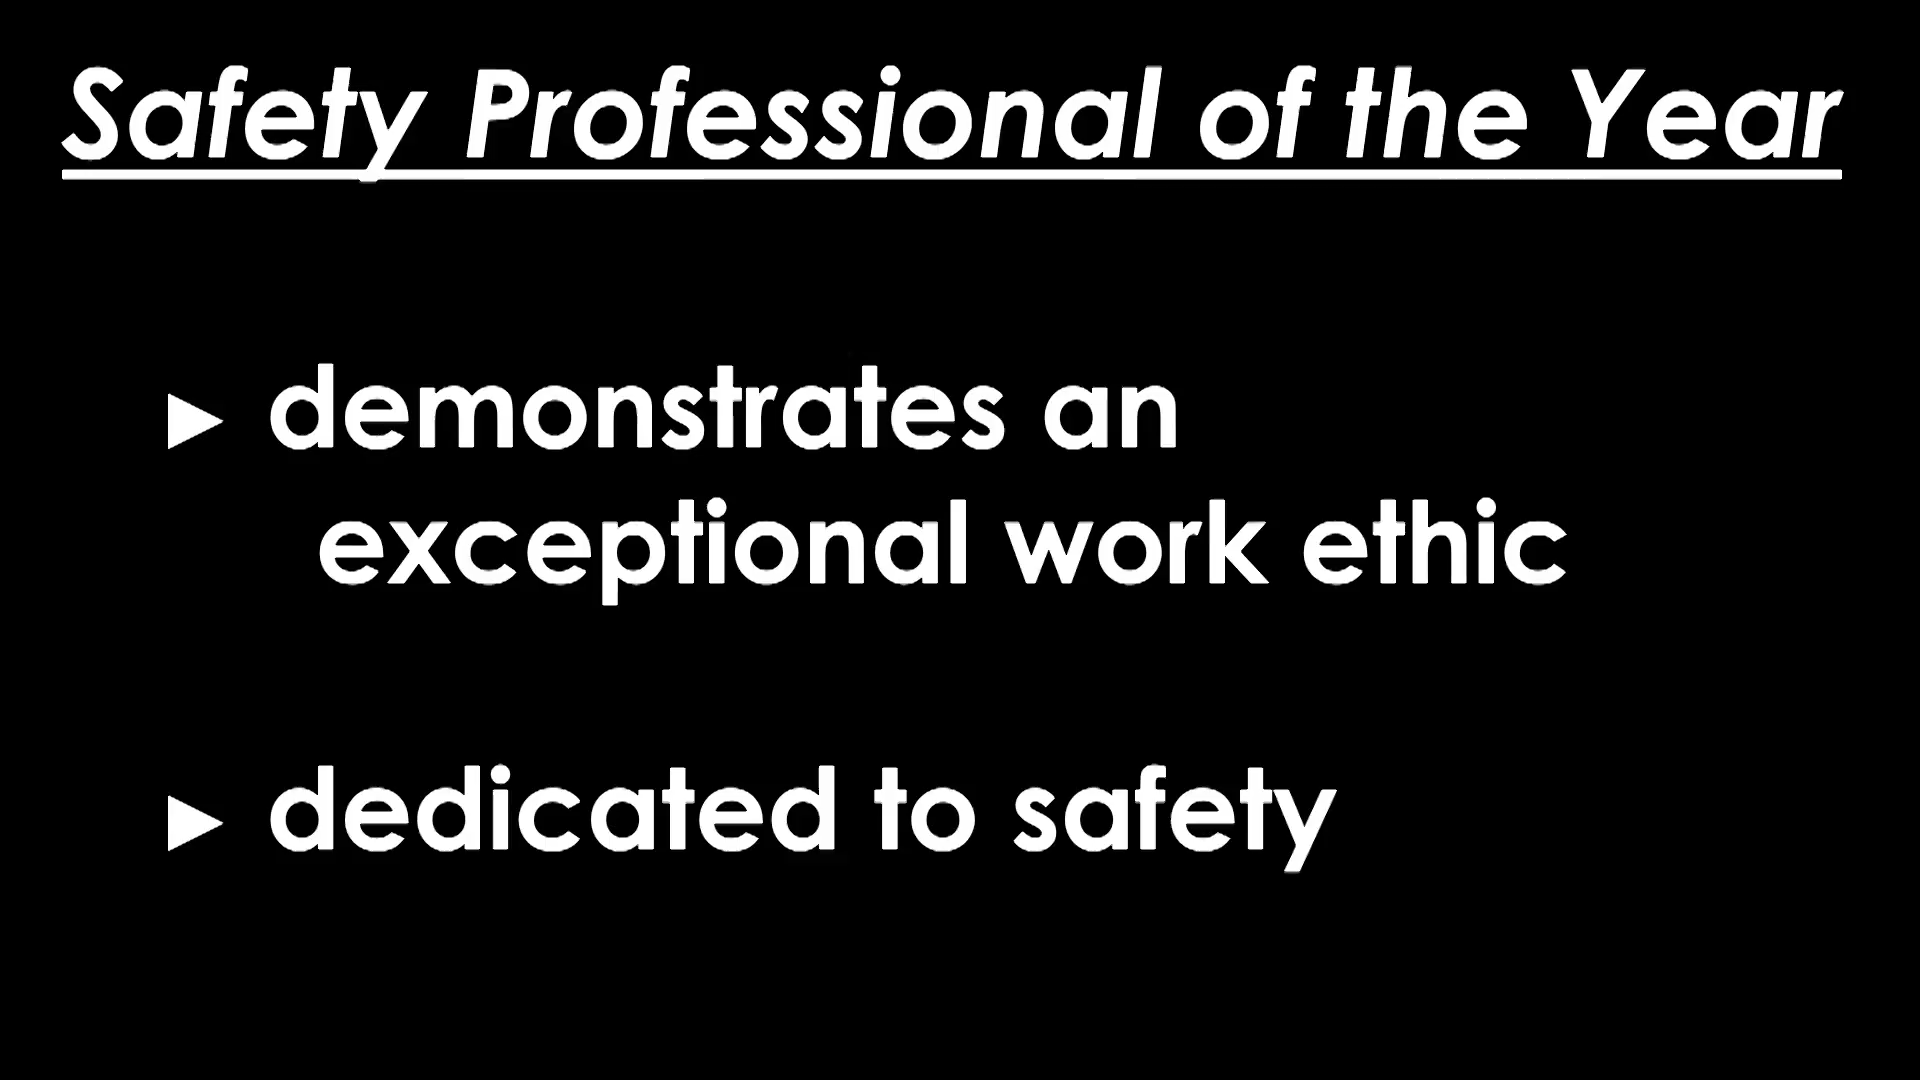 Safety Professional of the Year
► demonstrates an
exceptional work ethic
► dedicated to safety